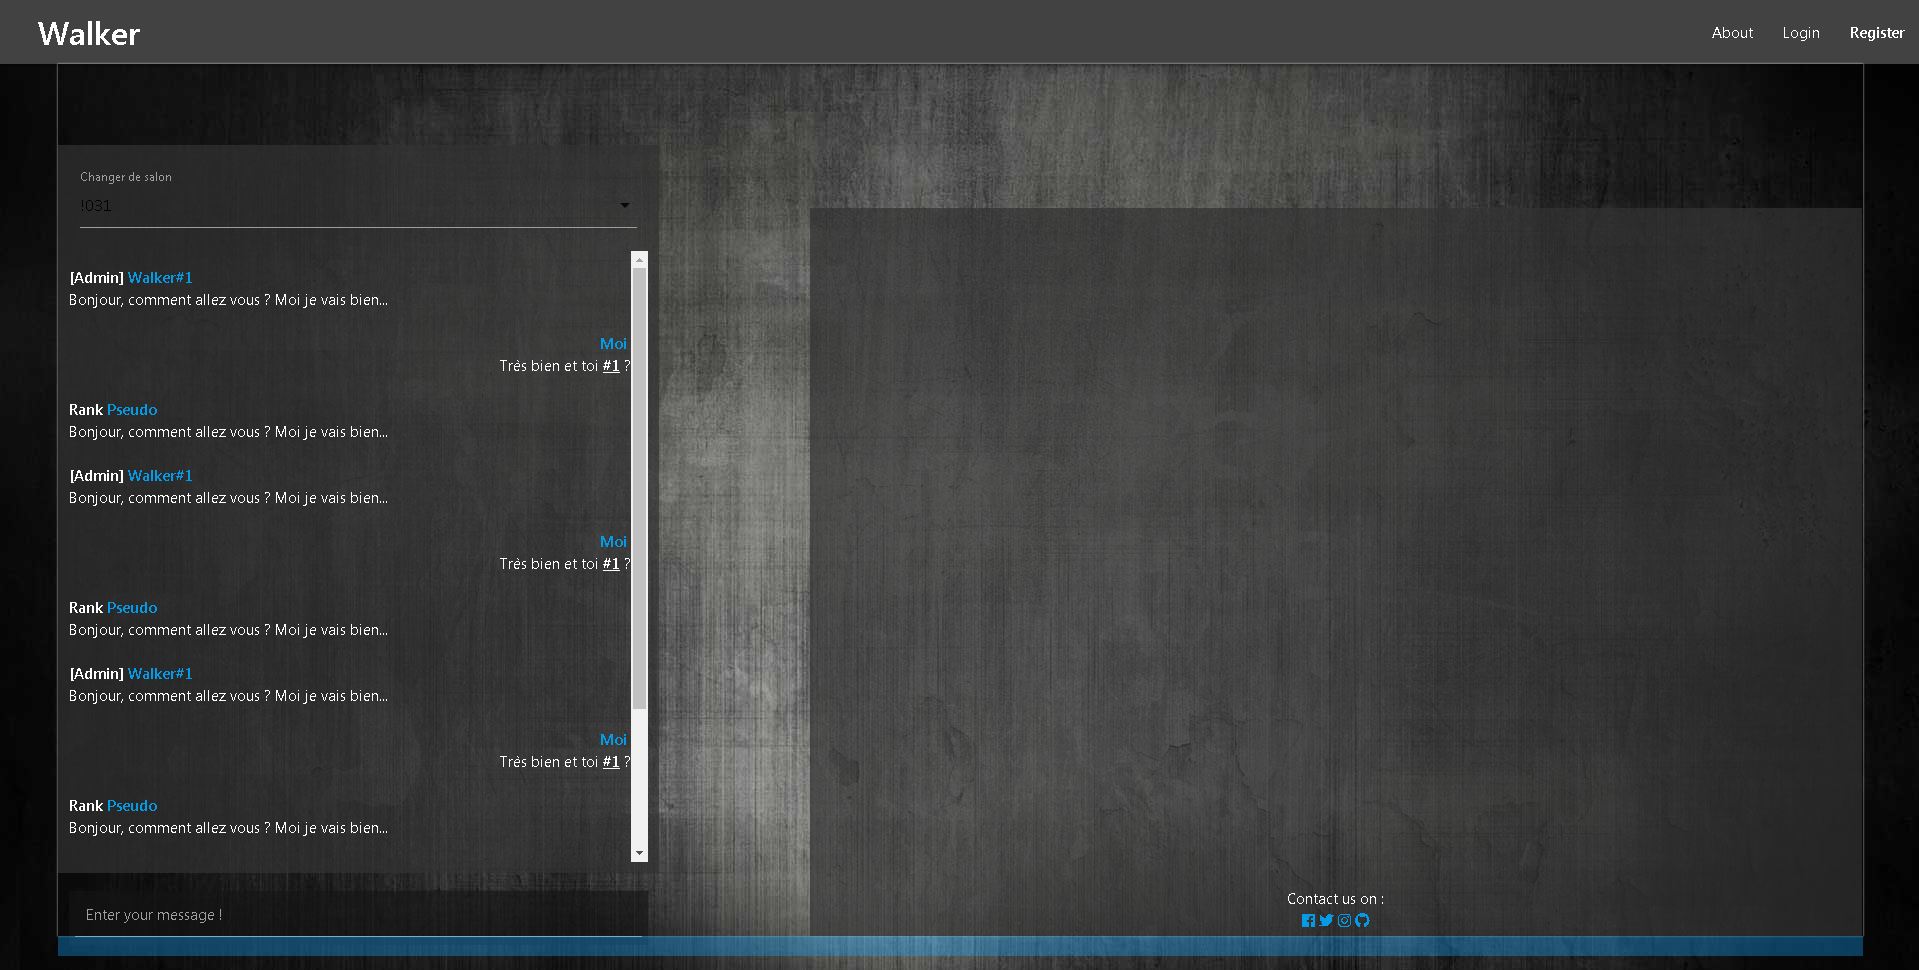 Walker
About Login Register
Changer de salon
!031
[Admin] Walker#1
Bonjour, comment allez vous ? Moi je vais bien...
Moi
Très bien et toi #1 ?
Rank Pseudo
Bonjour, comment allez vous ? Moi je vais bien...
[Admin] Walker#1
Bonjour, comment allez vous ? Moi je vais bien...
Moi
Très bien et toi #1 ?
Rank Pseudo
Bonjour, comment allez vous ? Moi je vais bien...
[Admin] Walker#1
Bonjour, comment allez vous ? Moi je vais bien...
Moi
Très bien et toi #1 ?
Rank Pseudo
Bonjour, comment allez vous ? Moi je vais bien...
Enter your message !
Contact us on :